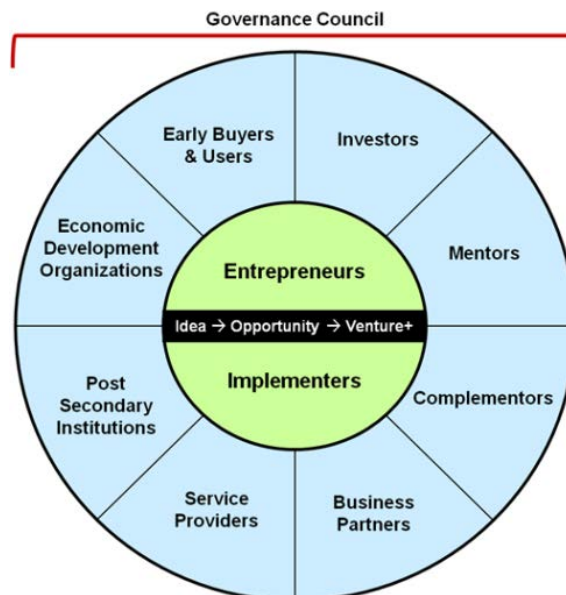 Governance Council
Early Buyers
& Users
Investors
Economic
Development
Organizations
Mentors
Entrepreneurs
Idea → Opportunity → Venture+
Implementers
Post
Secondary
Institutions
Complementors
Service
Providers
Business
Partners